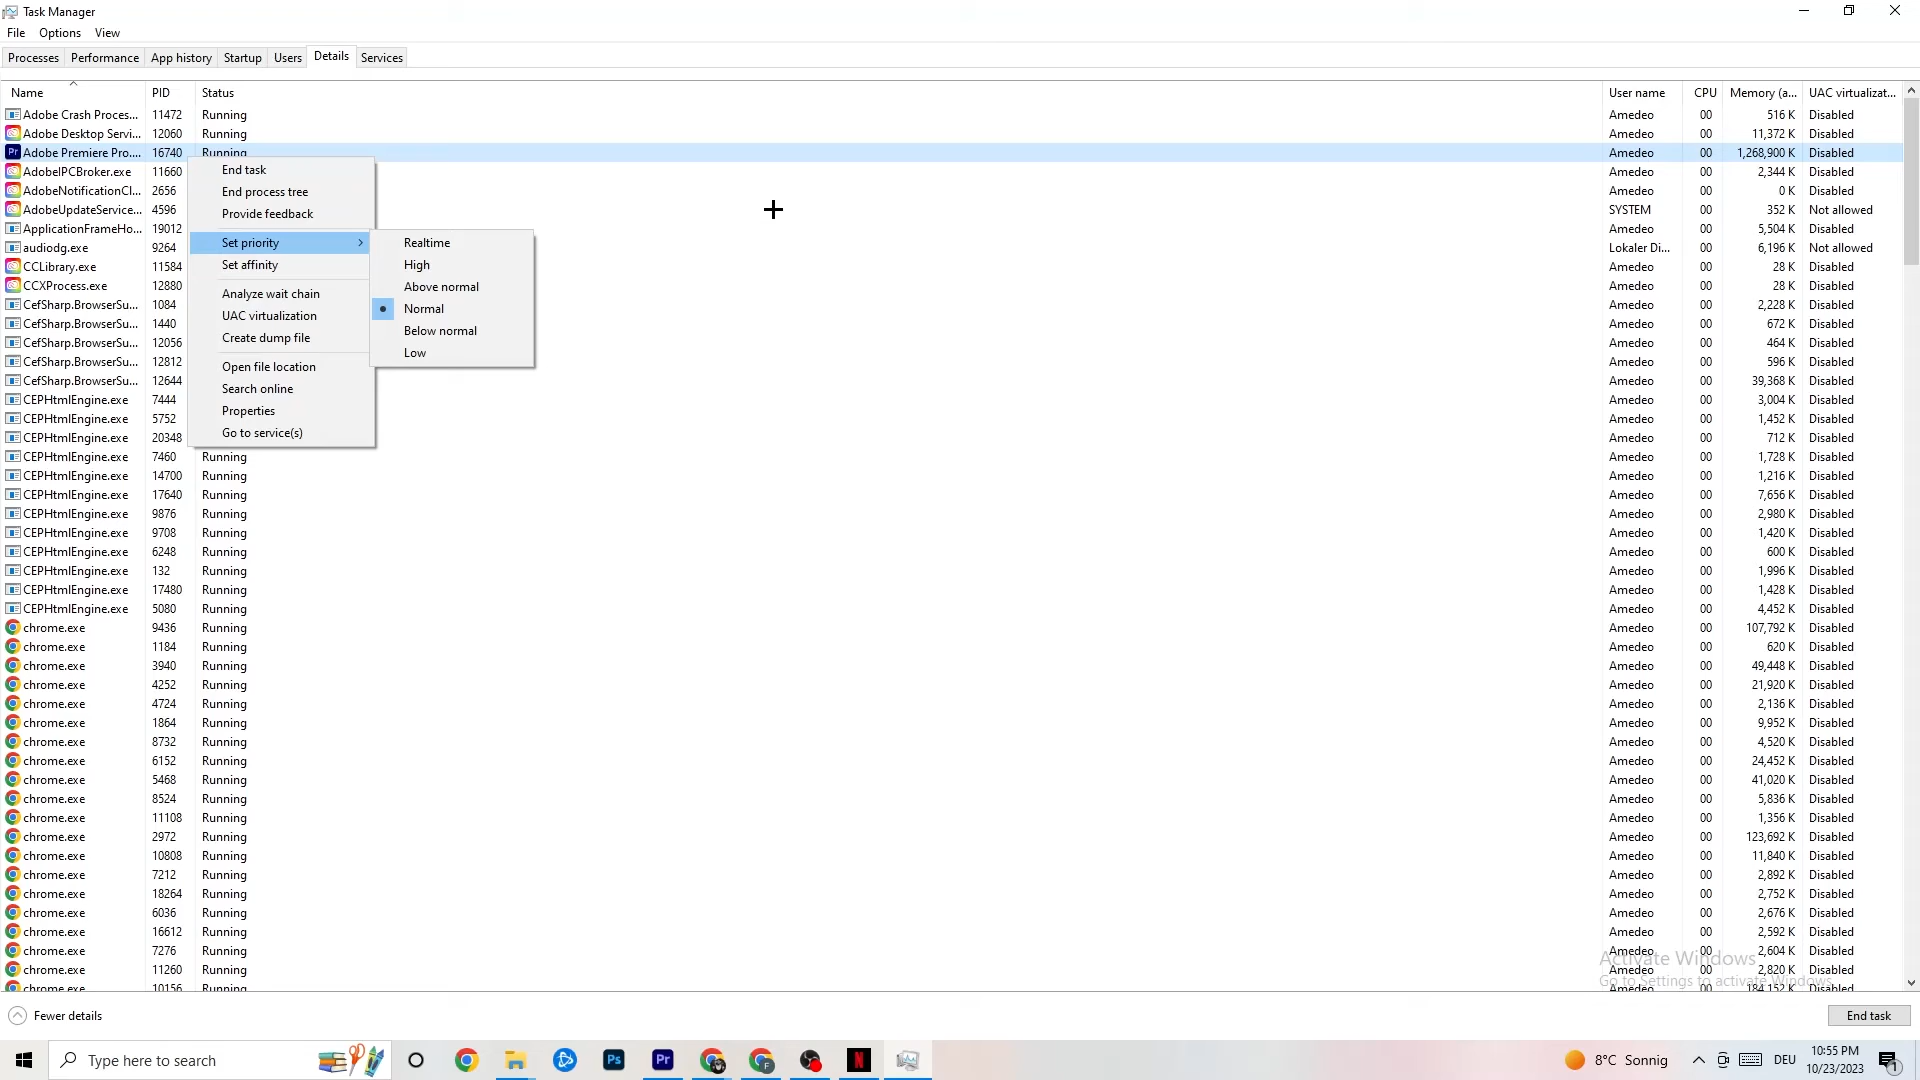 Task Manager
File Options View
Processes Performance App history Startup Users Details Services
Name PID Status User name CPU Memory (a... UAC virtualizat...
Adobe Crash Proces... 11472 Running Amedeo 00 516 K Disabled
Adobe Desktop Servi... 12060 Running Amedeo 00 11,372 K Disabled
Pr Adobe Premiere Pro.... 16740 Running Amedeo 00 1,268,900 K Disabled
AdobeIPCBroker.exe 11660 Amedeo 00 2,344 K Disabled
AdobeNotificationCl... 2656 Amedeo 00 0 K Disabled
AdobeUpdateService... 4596 SYSTEM 00 352 K Not allowed
ApplicationFrameHo... 19012 Amedeo 00 5,504 K Disabled
audiodg.exe 9264 Lokaler Di... 00 6,196 K Not allowed
CCLibrary.exe 11584 Amedeo 00 28 K Disabled
CCXProcess.exe 12880 Amedeo 00 28 K Disabled
CefSharp.BrowserSu... 1084 Amedeo 00 2,228 K Disabled
CefSharp.BrowserSu... 1440 Amedeo 00 672 K Disabled
CefSharp.BrowserSu... 12056 Amedeo 00 464 K Disabled
CefSharp.BrowserSu... 12812 Amedeo 00 596 K Disabled
CefSharp.BrowserSu... 12644 Amedeo 00 39,368 K Disabled
CEPHtmlEngine.exe 7444 Amedeo 00 3,004 K Disabled
CEPHtmlEngine.exe 5752 Amedeo 00 1,452 K Disabled
CEPHtmlEngine.exe 20348 Amedeo 00 712 K Disabled
End task
End process tree
Provide feedback
Set priority
Set affinity
Analyze wait chain
UAC virtualization
Create dump file
Open file location
Search online
Properties
Go to service(s)
Realtime
High
Above normal
Normal
Below normal
Low
CEPHtmlEngine.exe 7460 Running Amedeo 00 1,728 K Disabled
CEPHtmlEngine.exe 14700 Running Amedeo 00 1,216 K Disabled
CEPHtmlEngine.exe 17640 Running Amedeo 00 7,656 K Disabled
CEPHtmlEngine.exe 9876 Running Amedeo 00 2,980 K Disabled
CEPHtmlEngine.exe 9708 Running Amedeo 00 1,420 K Disabled
CEPHtmlEngine.exe 6248 Running Amedeo 00 600 K Disabled
CEPHtmlEngine.exe 132 Running Amedeo 00 1,996 K Disabled
CEPHtmlEngine.exe 17480 Running Amedeo 00 1,428 K Disabled
CEPHtmlEngine.exe 5080 Running Amedeo 00 4,452 K Disabled
chrome.exe 9436 Running Amedeo 00 107,792 K Disabled
chrome.exe 1184 Running Amedeo 00 620 K Disabled
chrome.exe 3940 Running Amedeo 00 49,448 K Disabled
chrome.exe 4252 Running Amedeo 00 21,920 K Disabled
chrome.exe 4724 Running Amedeo 00 2,136 K Disabled
chrome.exe 1864 Running Amedeo 00 9,952 K Disabled
chrome.exe 8732 Running Amedeo 00 4,520 K Disabled
chrome.exe 6152 Running Amedeo 00 24,452 K Disabled
chrome.exe 5468 Running Amedeo 00 41,020 K Disabled
chrome.exe 8524 Running Amedeo 00 5,836 K Disabled
chrome.exe 11108 Running Amedeo 00 1,356 K Disabled
chrome.exe 2972 Running Amedeo 00 123,692 K Disabled
chrome.exe 10808 Running Amedeo 00 11,840 K Disabled
chrome.exe 7212 Running Amedeo 00 2,892 K Disabled
chrome.exe 18264 Running Amedeo 00 2,752 K Disabled
chrome.exe 6036 Running Amedeo 00 2,676 K Disabled
chrome.exe 16612 Running Amedeo 00 2,592 K Disabled
chrome.exe 7276 Running Amedeo 00 2,604 K Disabled
chrome.exe 11260 Running Amedeo 00 2,820 K Disabled
chrome.exe 10156 Running Amedeo 00 184,152 K Disabled
Activate Windows
Go to Settings to activate Windows.
Fewer details End task
Type here to search Ps Pr F N 8°C Sonnig DEU 10:55 PM
10/23/2023 1